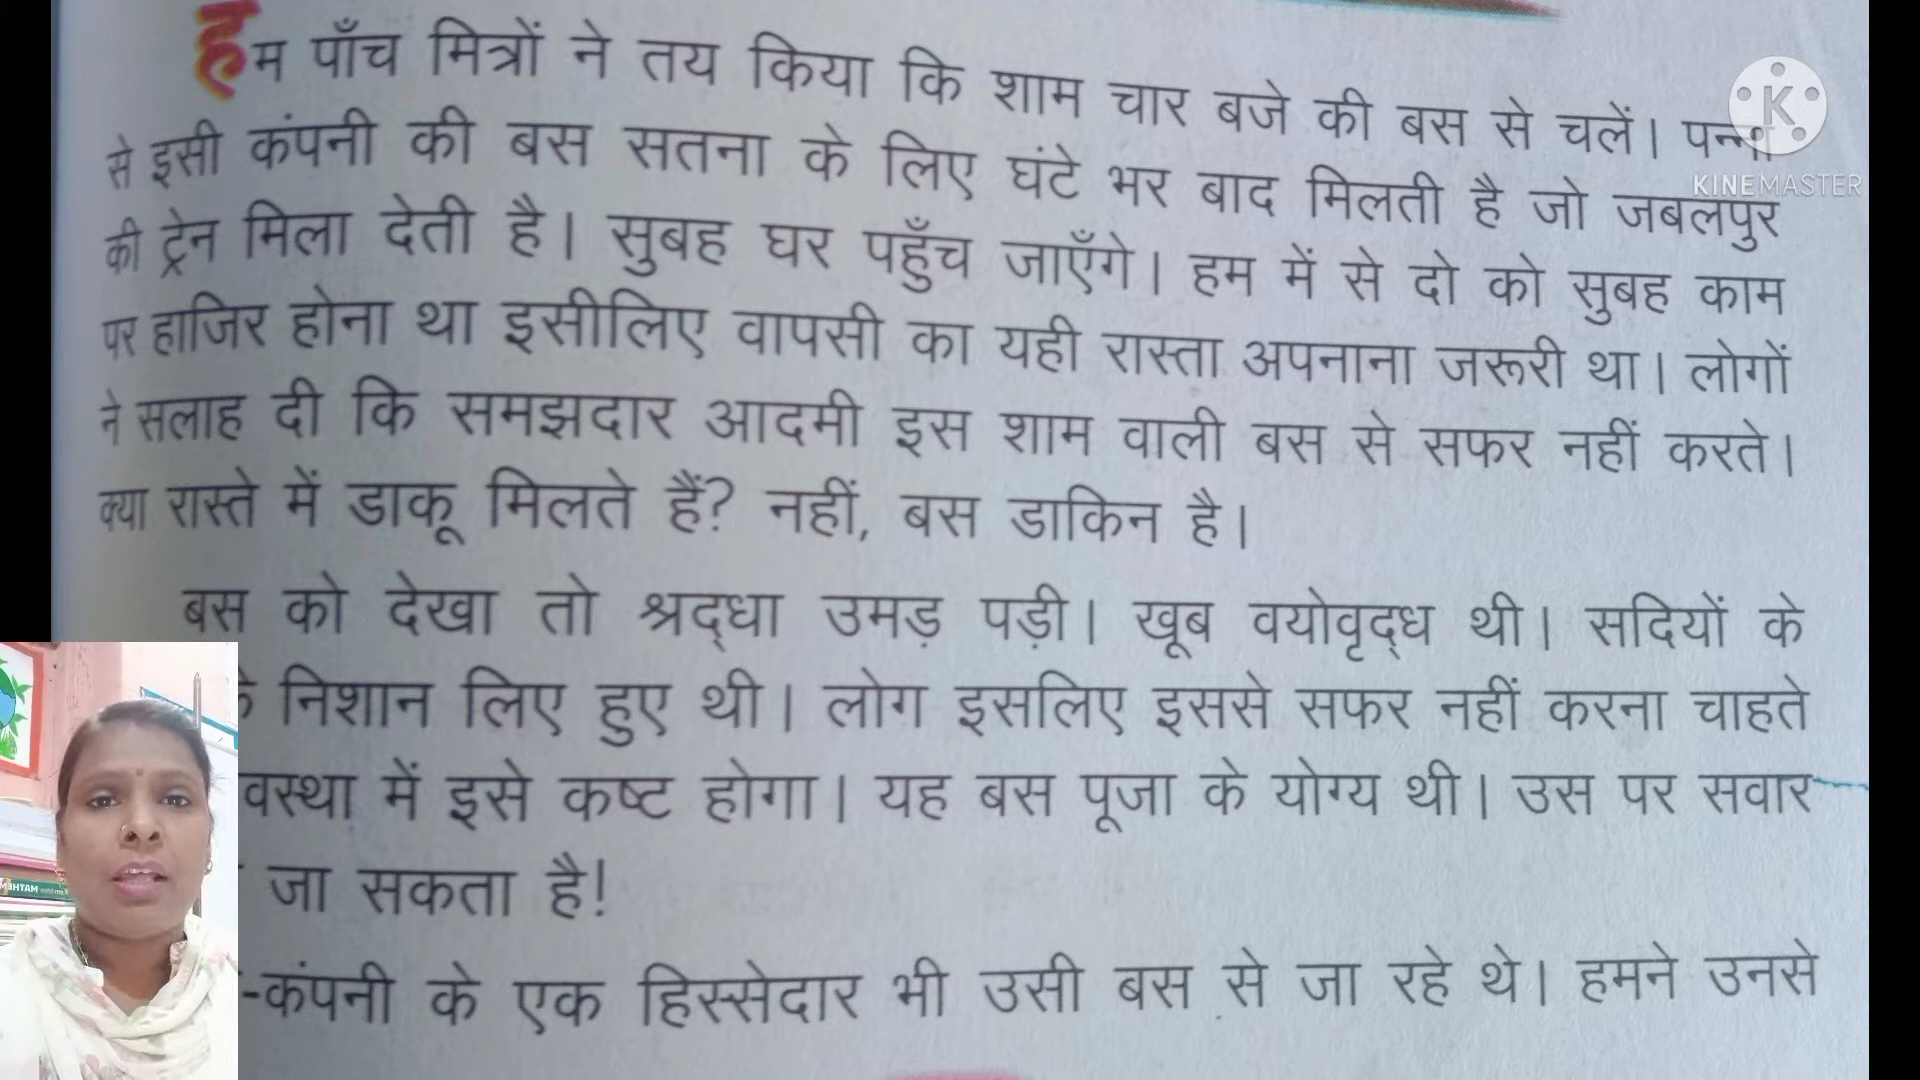 हम पाँच मित्रों ने तय किया कि शाम चार बजे की बस से चलें। पन्ना
से इसी कंपनी की बस सतना के लिए घंटे भर बाद मिलती है जो जबलपुर
की ट्रेन मिला देती है। सुबह घर पहुँच जाएँगे। हम में से दो को सुबह काम
पर हाजिर होना था इसीलिए वापसी का यही रास्ता अपनाना जरूरी था। लोगों
ने सलाह दी कि समझदार आदमी इस शाम वाली बस से सफर नहीं करते।
क्या रास्ते में डाकू मिलते हैं? नहीं, बस डाकिन है।
बस को देखा तो श्रद्धा उमड़ पड़ी। खूब वयोवृद्ध थी। सदियों के
निशान लिए हुए थी। लोग इसलिए इससे सफर नहीं करना चाहते
वस्था में इसे कष्ट होगा। यह बस पूजा के योग्य थी। उस पर सवार
जा सकता है!
-कंपनी के एक हिस्सेदार भी उसी बस से जा रहे थे। हमने उनसे
K
KINEMASTER